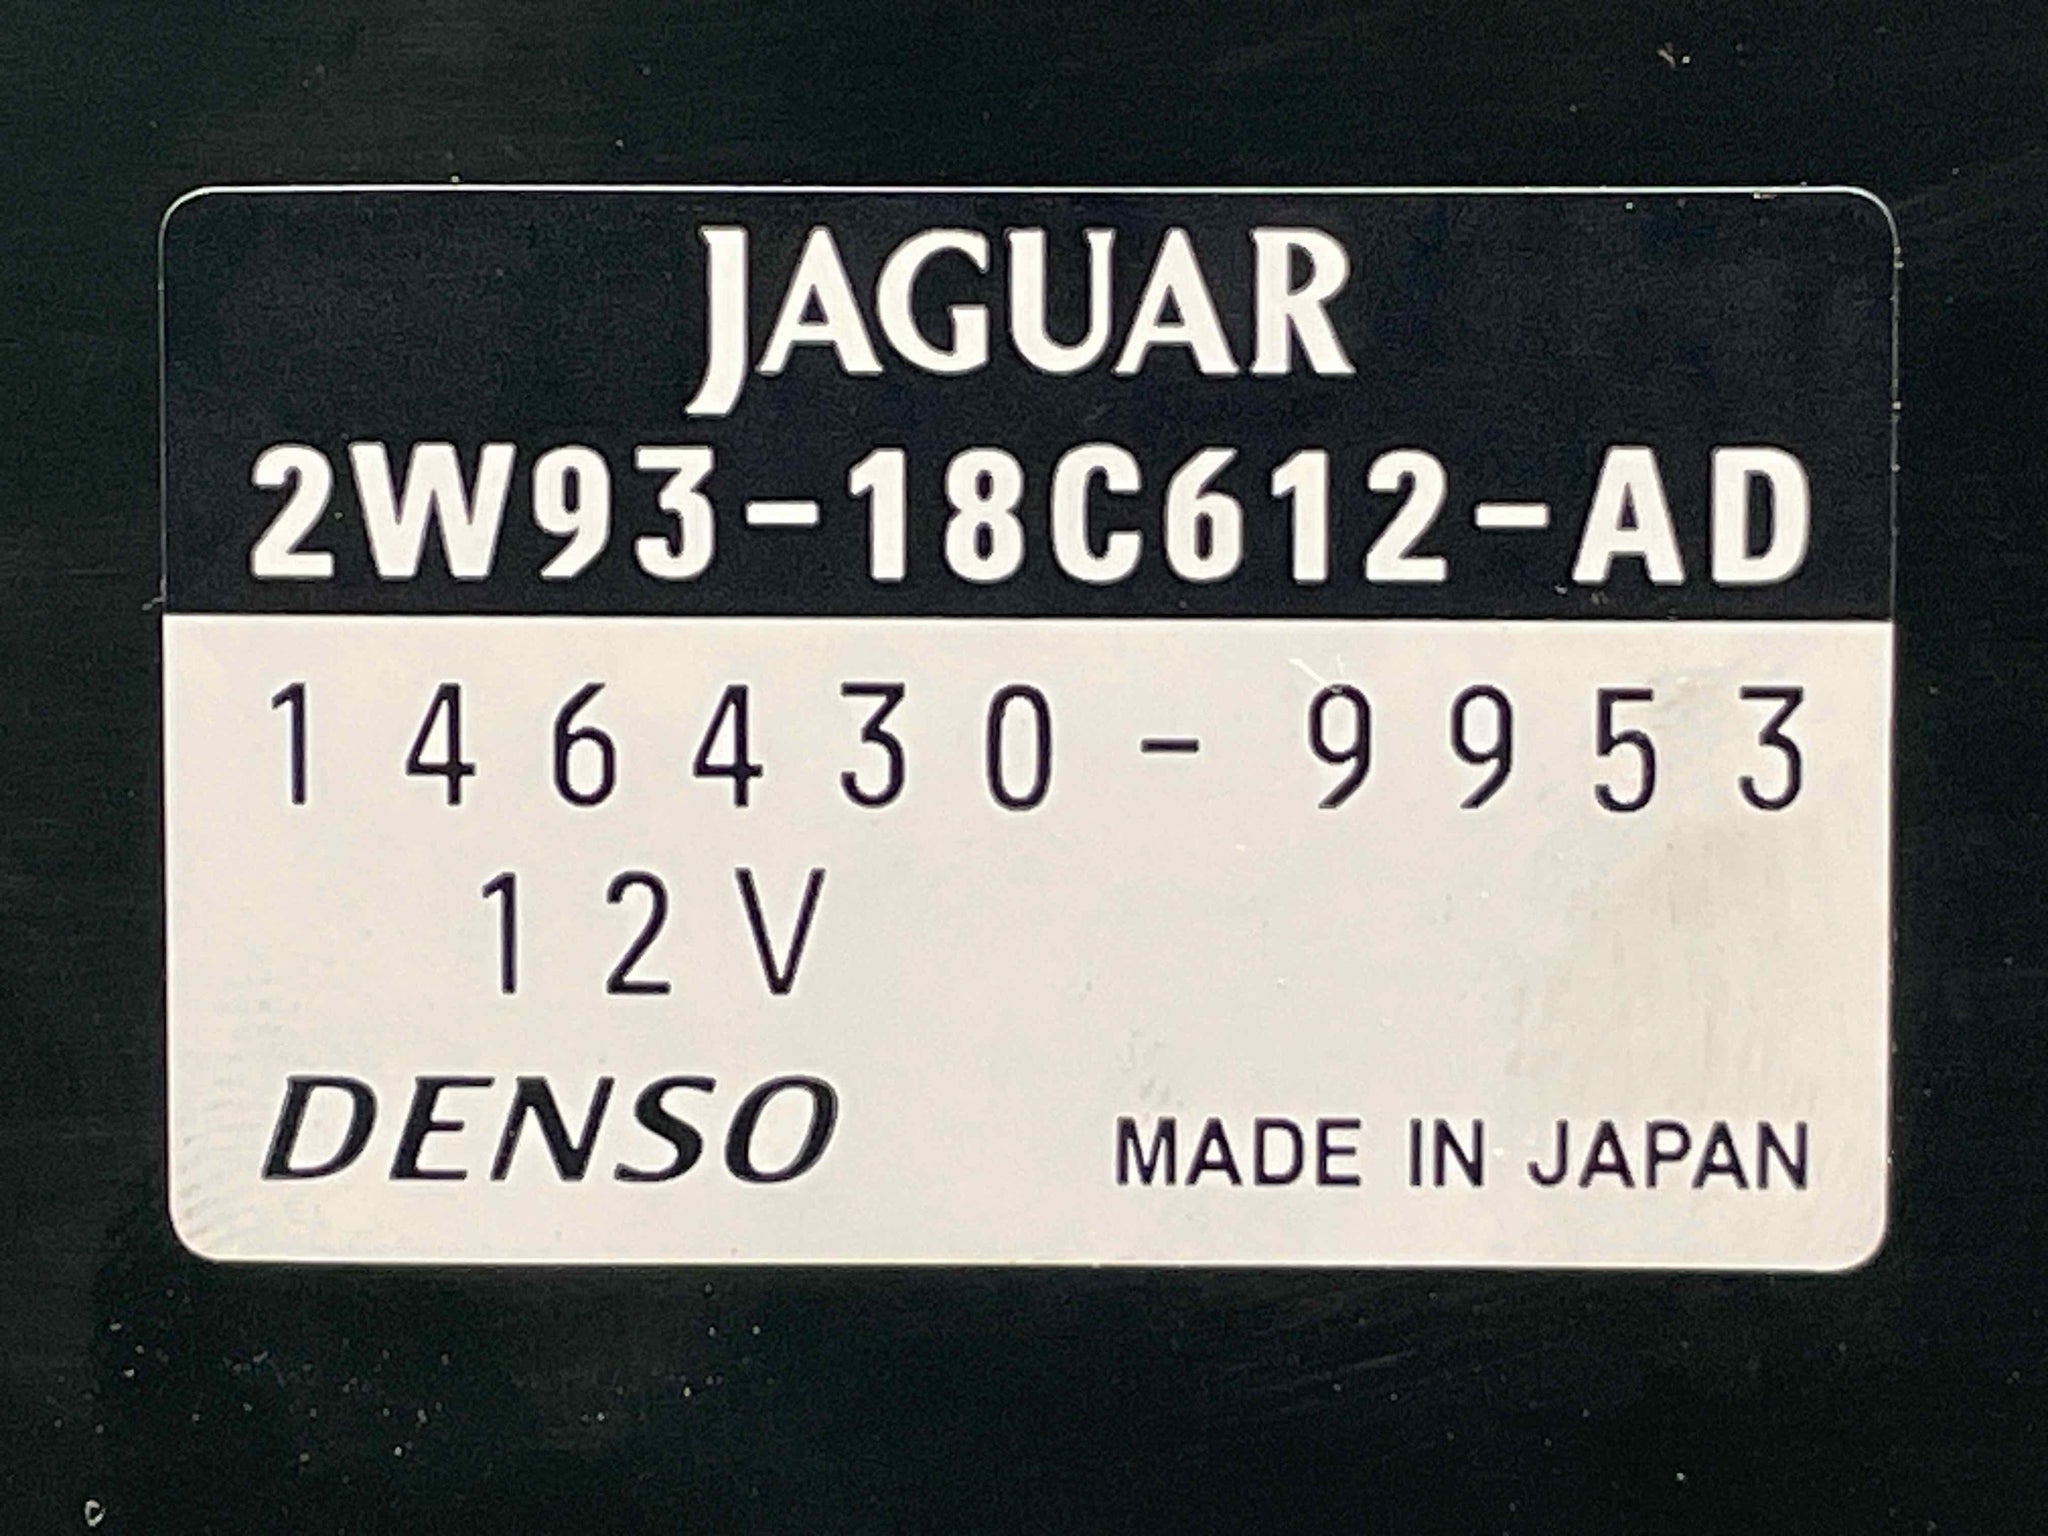 JAGUAR
2W93-18C612-AD
146430-9953
12V
DENSO MADE IN JAPAN